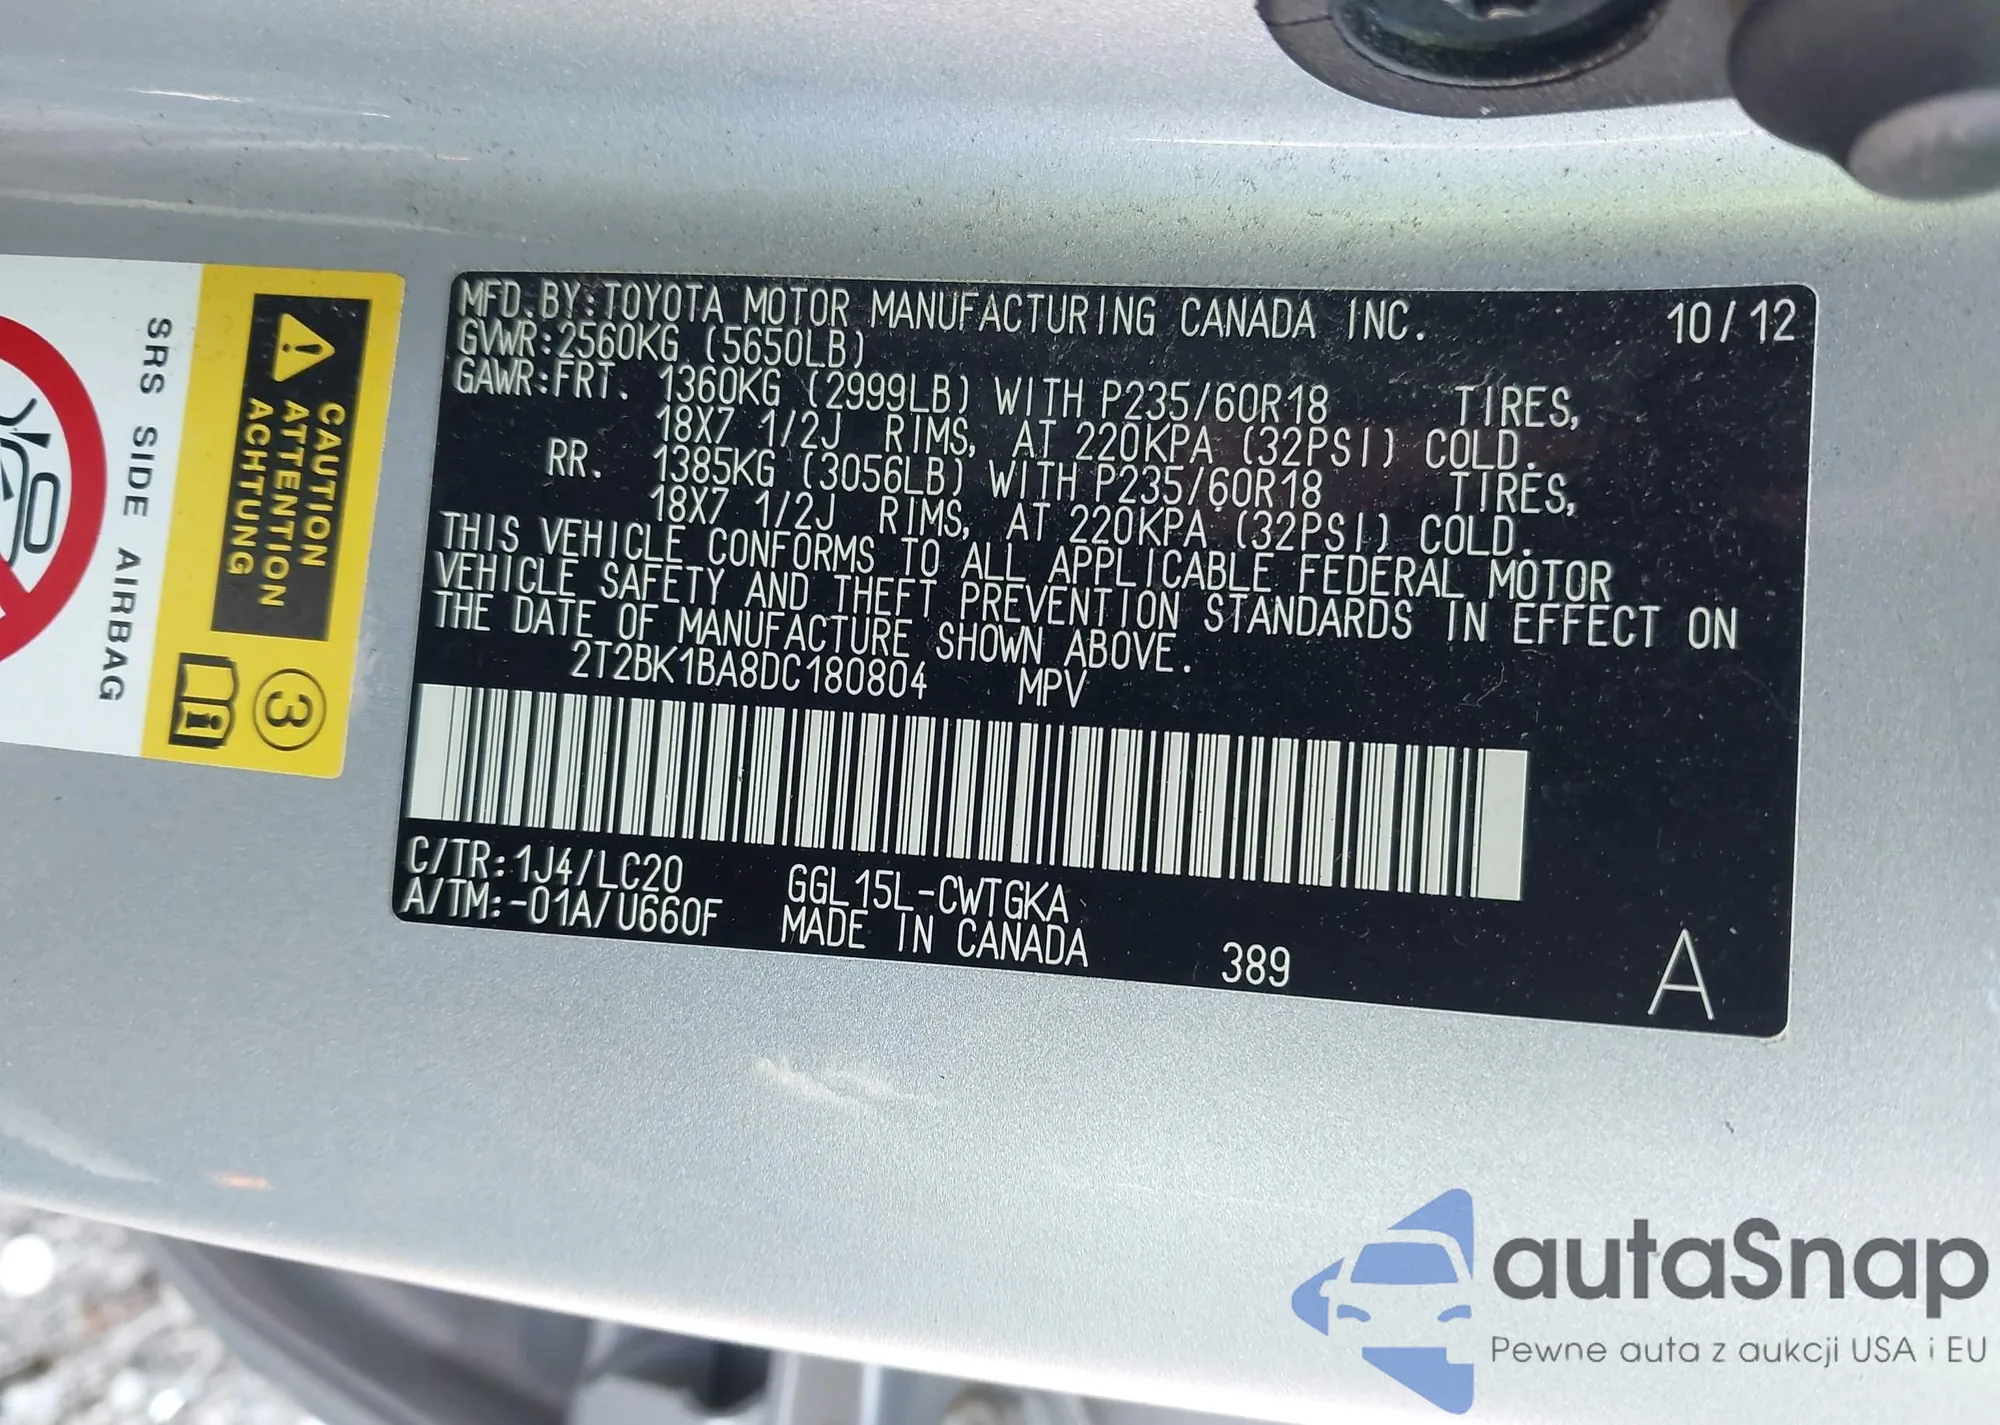 MFD.BY:TOYOTA MOTOR MANUFACTURING CANADA INC. 10/12
GVWR:2560KG (5650LB)
GAWR:FRT. 1360KG (2999LB) WITH P235/60R18 TIRES,
18X7 1/2J RIMS, AT 220KPA (32PSI) COLD.
RR. 1385KG (3056LB) WITH P235/60R18 TIRES,
18X7 1/2J RIMS, AT 220KPA (32PSI) COLD.
THIS VEHICLE CONFORMS TO ALL APPLICABLE FEDERAL MOTOR
VEHICLE SAFETY AND THEFT PREVENTION STANDARDS IN EFFECT ON
THE DATE OF MANUFACTURE SHOWN ABOVE.
2T2BK1BA8DC180804 MPV
C/TR:1J4/LC20 GGL15L-CWTGKA
A/TM:-01A/U660F MADE IN CANADA 389
A
CAUTION
ATTENTION
ACHTUNG
3
i
SRS SIDE AIRBAG
autaSnap
Pewne auta z aukcji USA i EU